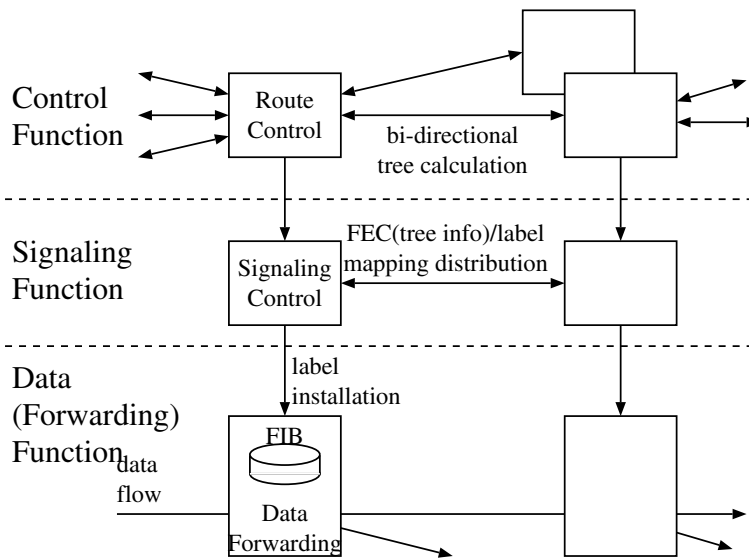 Control
Function
Route
Control
bi-directional
tree calculation
Signaling
Function
Signaling
Control
FEC(tree info)/label
mapping distribution
label
installation
Data
(Forwarding)
Function
data
flow
FIB
Data
Forwarding